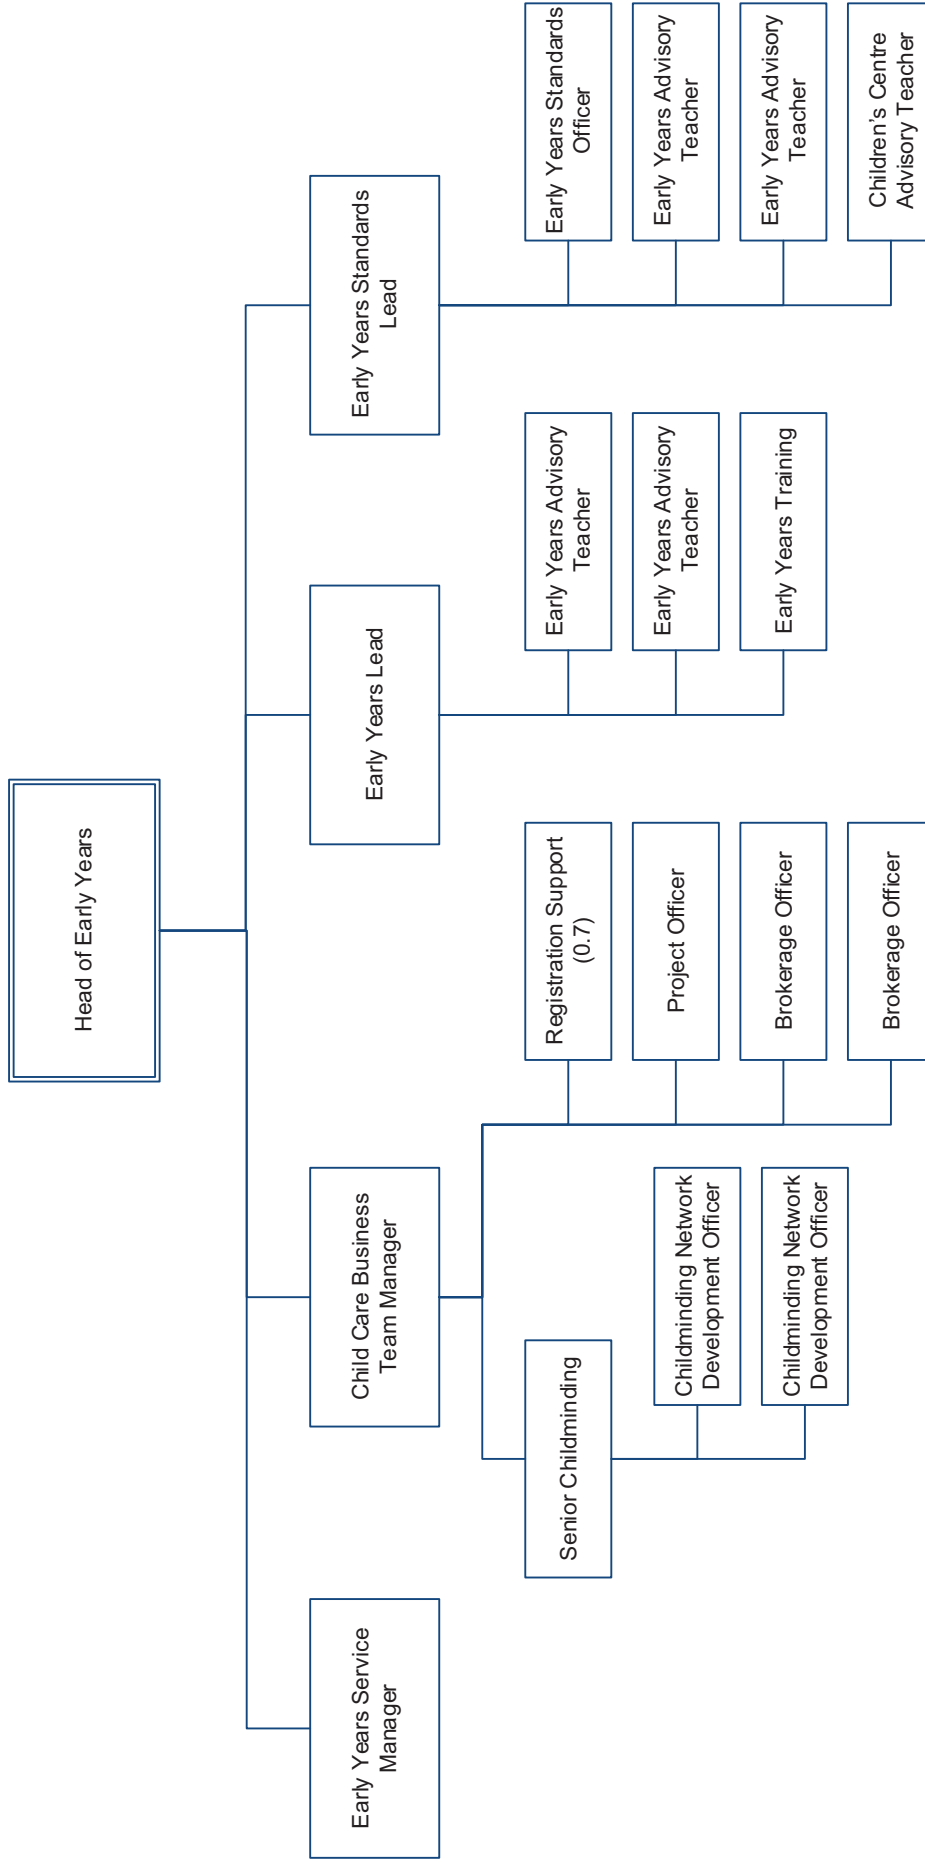 Head of Early Years
Early Years Service
Manager
Child Care Business
Team Manager
Early Years Lead
Early Years Standards
Lead
Senior Childminding
Childminding Network
Development Officer
Childminding Network
Development Officer
Registration Support
(0.7)
Project Officer
Brokerage Officer
Brokerage Officer
Early Years Advisory
Teacher
Early Years Advisory
Teacher
Early Years Training
Early Years Standards
Officer
Early Years Advisory
Teacher
Early Years Advisory
Teacher
Children’s Centre
Advisory Teacher